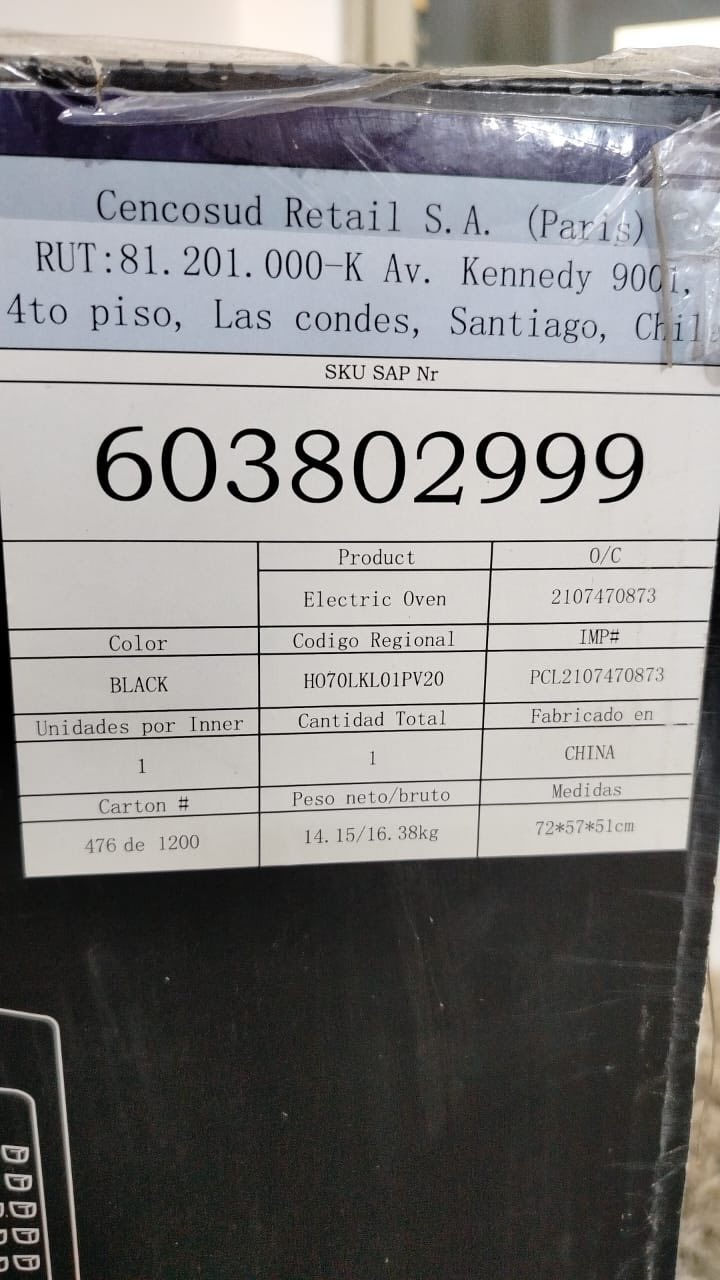 Cencosud Retail S.A. (Paris)
RUT:81.201.000-K Av. Kennedy 9001,
4to piso, Las condes, Santiago, Chile
SKU SAP Nr
603802999
Product O/C
Electric Oven 2107470873
Color Codigo Regional IMP#
BLACK HO70LKL01PV20 PCL2107470873
Unidades por Inner Cantidad Total Fabricado en
1 1 CHINA
Carton # Peso neto/bruto Medidas
476 de 1200 14.15/16.38kg 72*57*51cm